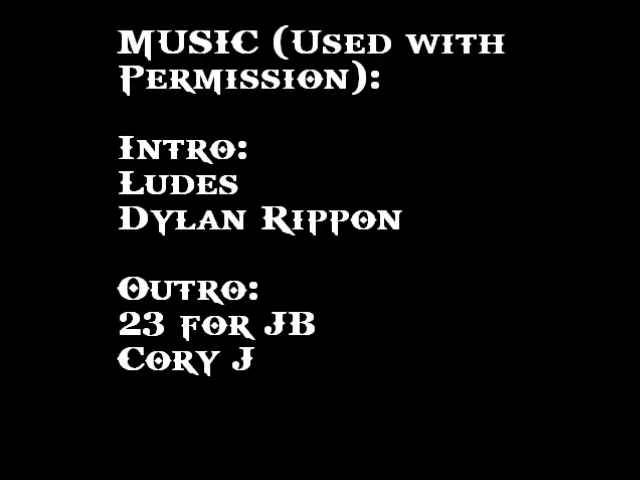 MUSIC (Used with
Permission):
Intro:
Ludes
Dylan Rippon
Outro:
23 for JB
Cory J